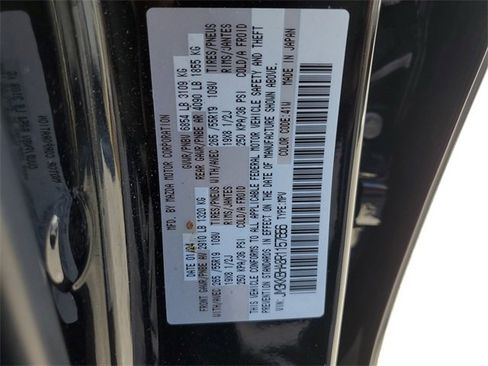 MFD. BY MAZDA MOTOR CORPORATION
DATE 01/24 GVWR/PNBV 6854 LB 3109 KG
FRONT GAWR/PNBE AV 2910 LB 1320 KG REAR GAWR/PNBE AR 4090 LB 1855 KG
WITH/AVEC 265 /55R19 109V TIRES/PNEUS WITH/AVEC 265 /55R19 109V TIRES/PNEUS
19X8 1/2J RIMS/JANTES 19X8 1/2J RIMS/JANTES
250 KPA/36 PSI COLD/A FROID 250 KPA/36 PSI COLD/A FROID
THIS VEHICLE CONFORMS TO ALL APPLICABLE FEDERAL MOTOR VEHICLE SAFETY AND THEFT
PREVENTION STANDARDS IN EFFECT ON THE DATE OF MANUFACTURE SHOWN ABOVE.
TYPE MPV COLOR CODE:41W MADE IN JAPAN